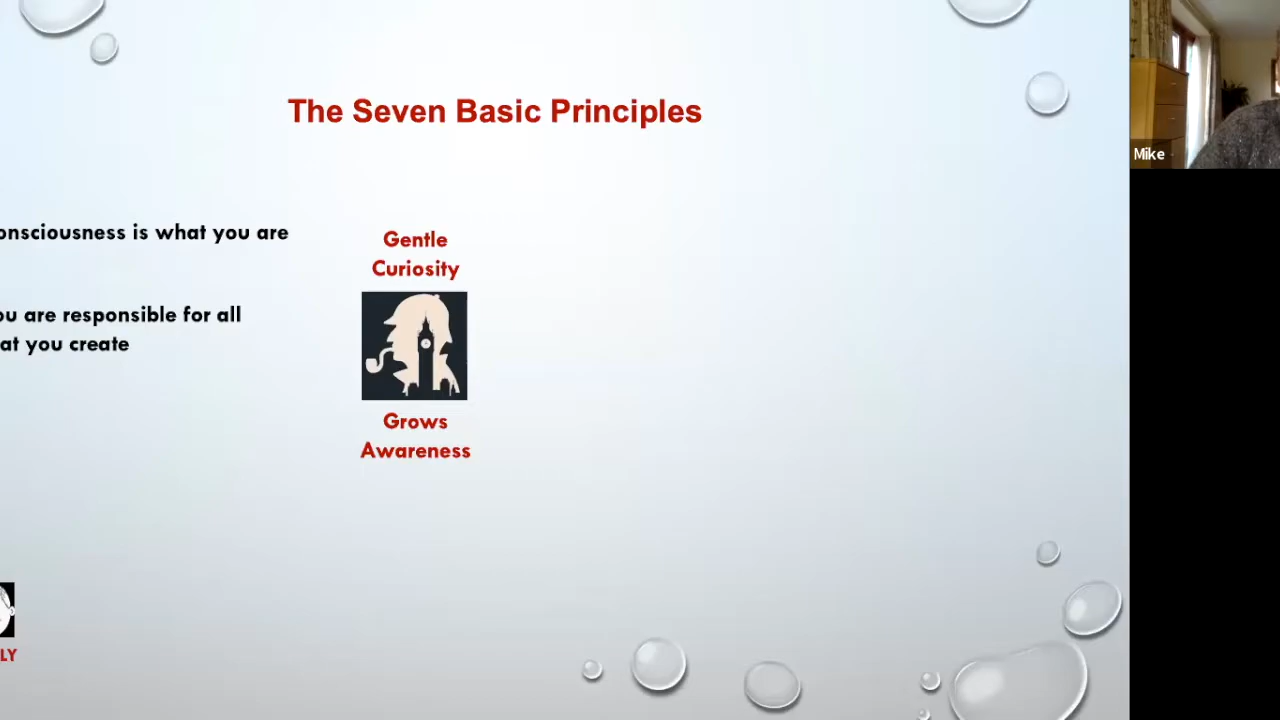 The Seven Basic Principles
onsciousness is what you are
ou are responsible for all
at you create
Gentle
Curiosity
Grows
Awareness
LY
Mike